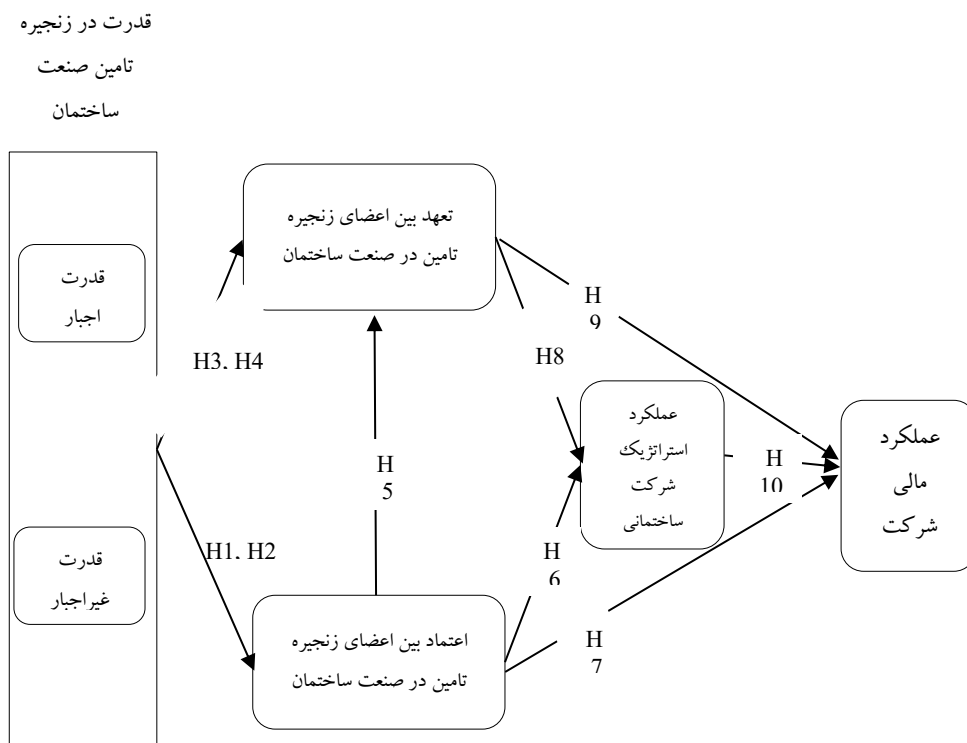 قدرت در زنجیره
تامین صنعت
ساختمان
قدرت
اجبار
قدرت
غیراجبار
تعهد بین اعضای زنجیره
تامین در صنعت ساختمان
اعتماد بین اعضای زنجیره
تامین در صنعت ساختمان
عملکرد
استراتژیک
شرکت
ساختمانی
عملکرد
مالی
شرکت
H3, H4
H1, H2
H
5
H8
H
9
H
6
H
7
H
10